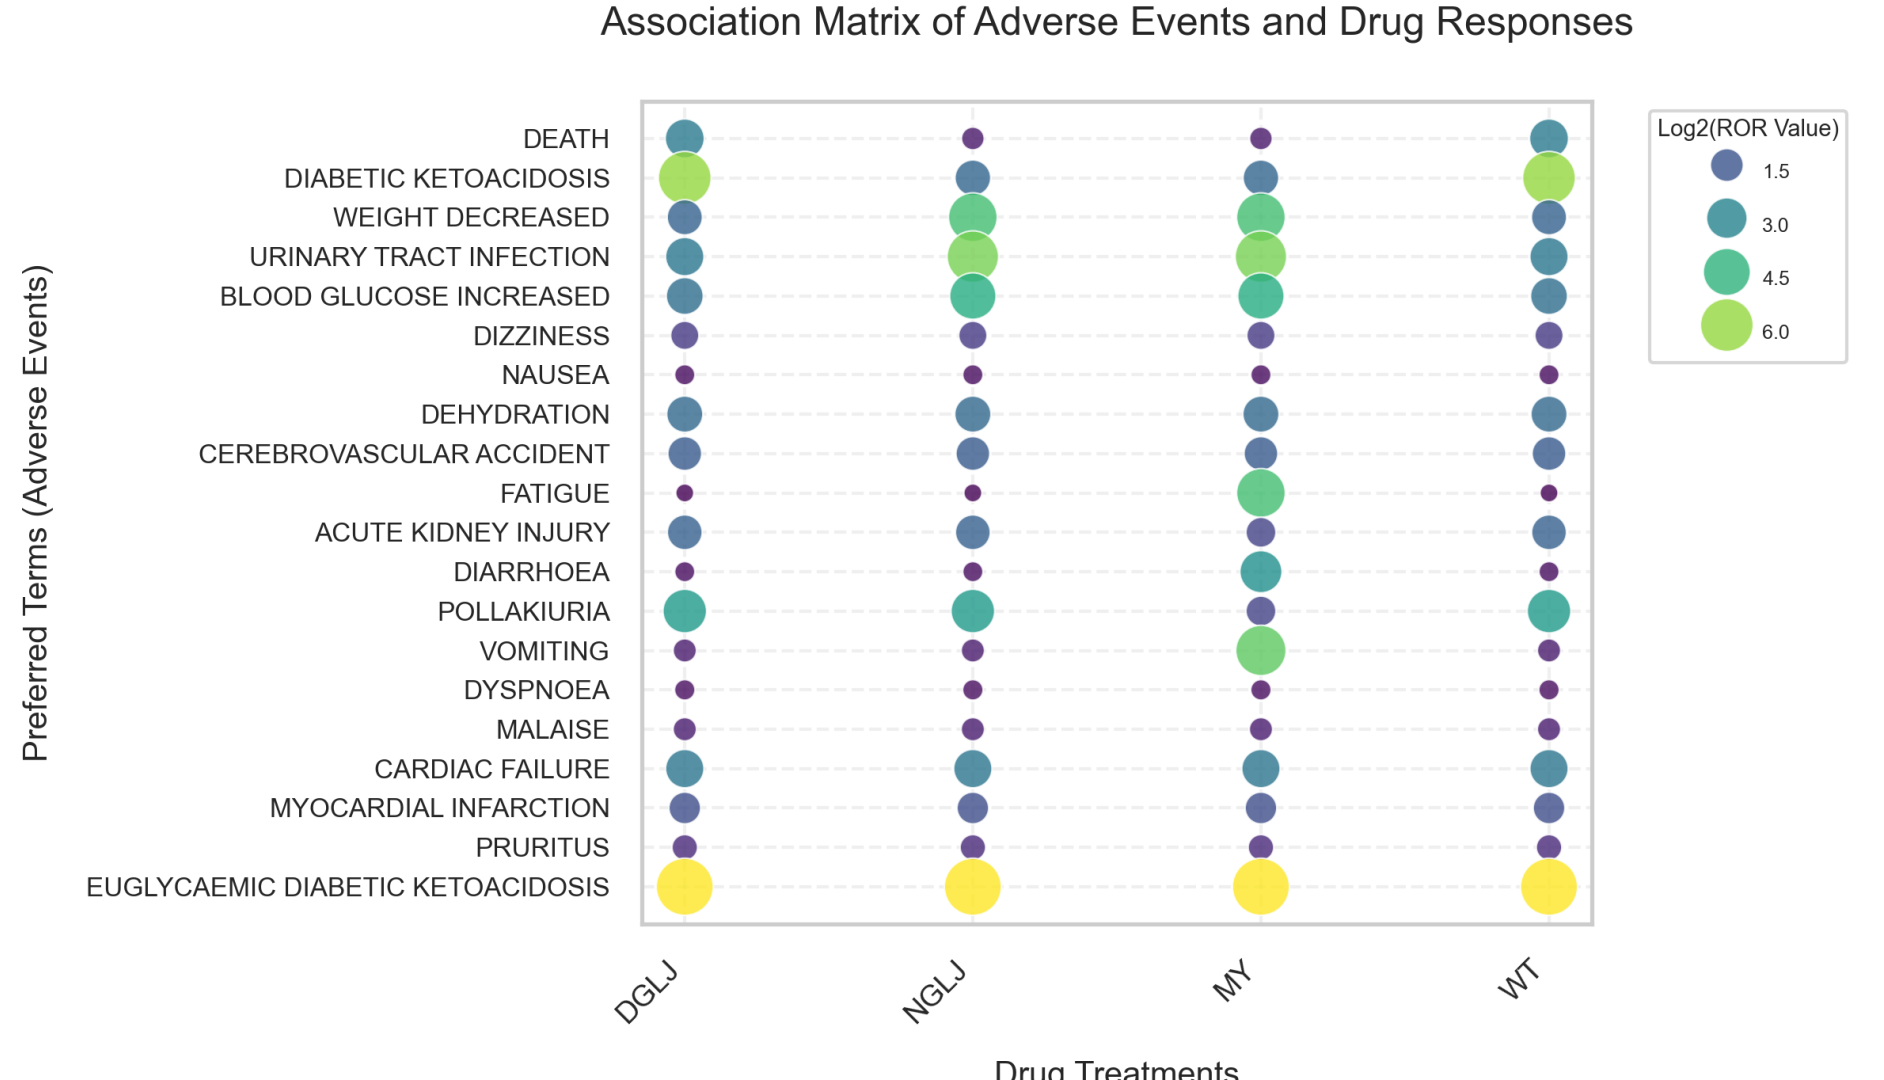 Association Matrix of Adverse Events and Drug Responses
Preferred Terms (Adverse Events)
DEATH
DIABETIC KETOACIDOSIS
WEIGHT DECREASED
URINARY TRACT INFECTION
BLOOD GLUCOSE INCREASED
DIZZINESS
NAUSEA
DEHYDRATION
CEREBROVASCULAR ACCIDENT
FATIGUE
ACUTE KIDNEY INJURY
DIARRHOEA
POLLAKIURIA
VOMITING
DYSPNOEA
MALAISE
CARDIAC FAILURE
MYOCARDIAL INFARCTION
PRURITUS
EUGLYCAEMIC DIABETIC KETOACIDOSIS
DGLJ
NGLJ
MY
WT
Drug Treatments
Log2(ROR Value)
1.5
3.0
4.5
6.0